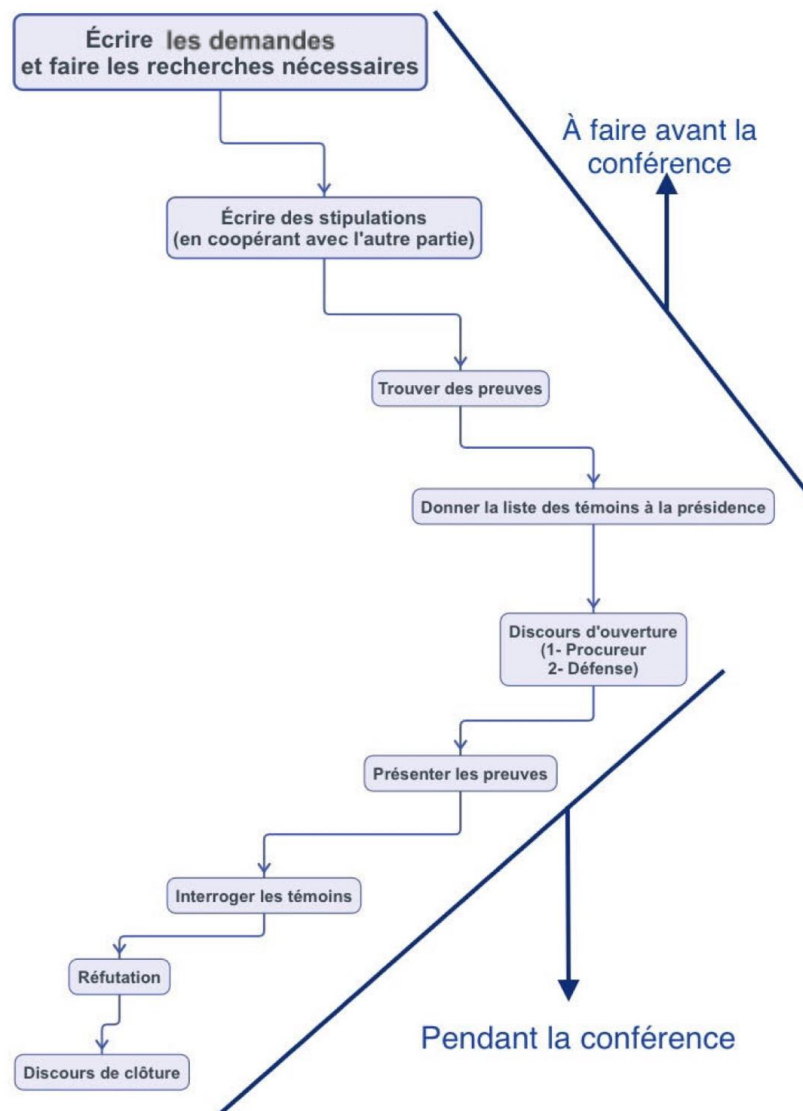 Écrire les demandes
et faire les recherches nécessaires
À faire avant la
conférence
Écrire des stipulations
(en coopérant avec l'autre partie)
Trouver des preuves
Donner la liste des témoins à la présidence
Discours d'ouverture
(1- Procureur
2- Défense)
Présenter les preuves
Interroger les témoins
Réfutation
Pendant la conférence
Discours de clôture